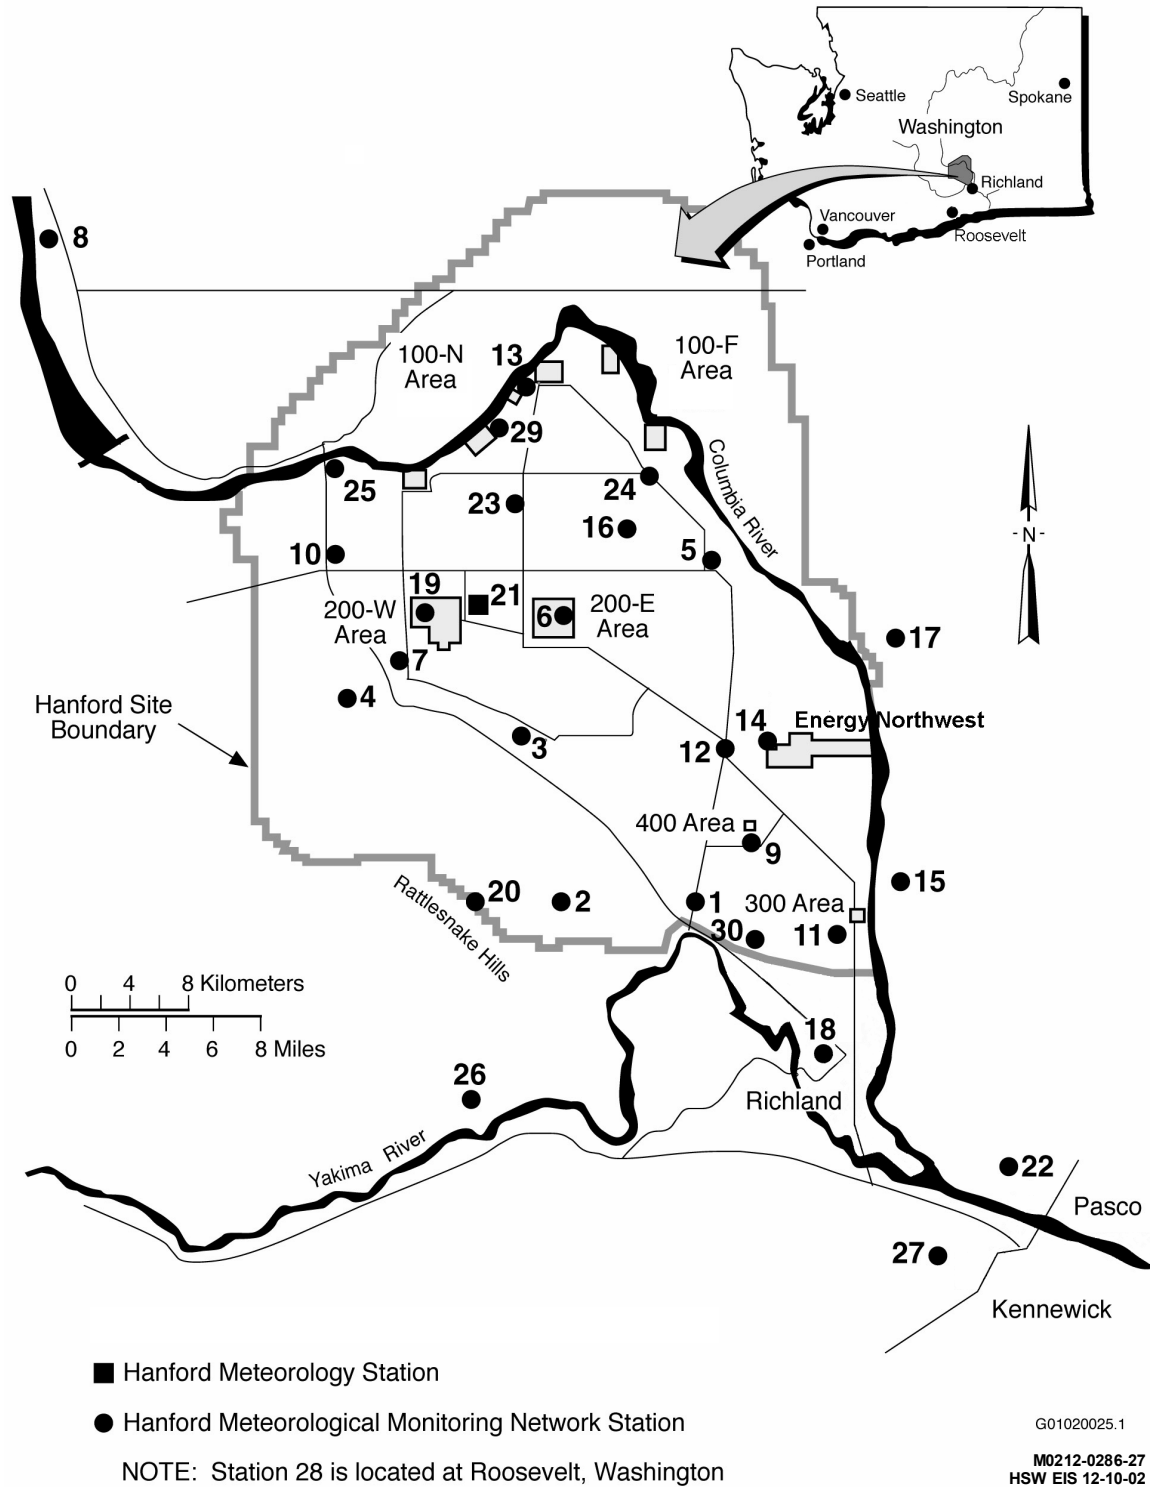 Seattle
Spokane
Washington
Richland
Vancouver
Roosevelt
Portland
8
100-N
Area
13
100-F
Area
29
25
23
24
16
Columbia River
10
5
- N -
19
21
200-W
Area
6
200-E
Area
17
7
4
Hanford Site
Boundary
3
14
Energy Northwest
12
400 Area
9
15
20
2
1
300 Area
30
11
Rattlesnake Hills
0 4 8 Kilometers
0 2 4 6 8 Miles
18
26
Richland
Yakima River
22
Pasco
27
Kennewick
Hanford Meteorology Station
Hanford Meteorological Monitoring Network Station
NOTE: Station 28 is located at Roosevelt, Washington
G01020025.1
M0212-0286-27
HSW EIS 12-10-02